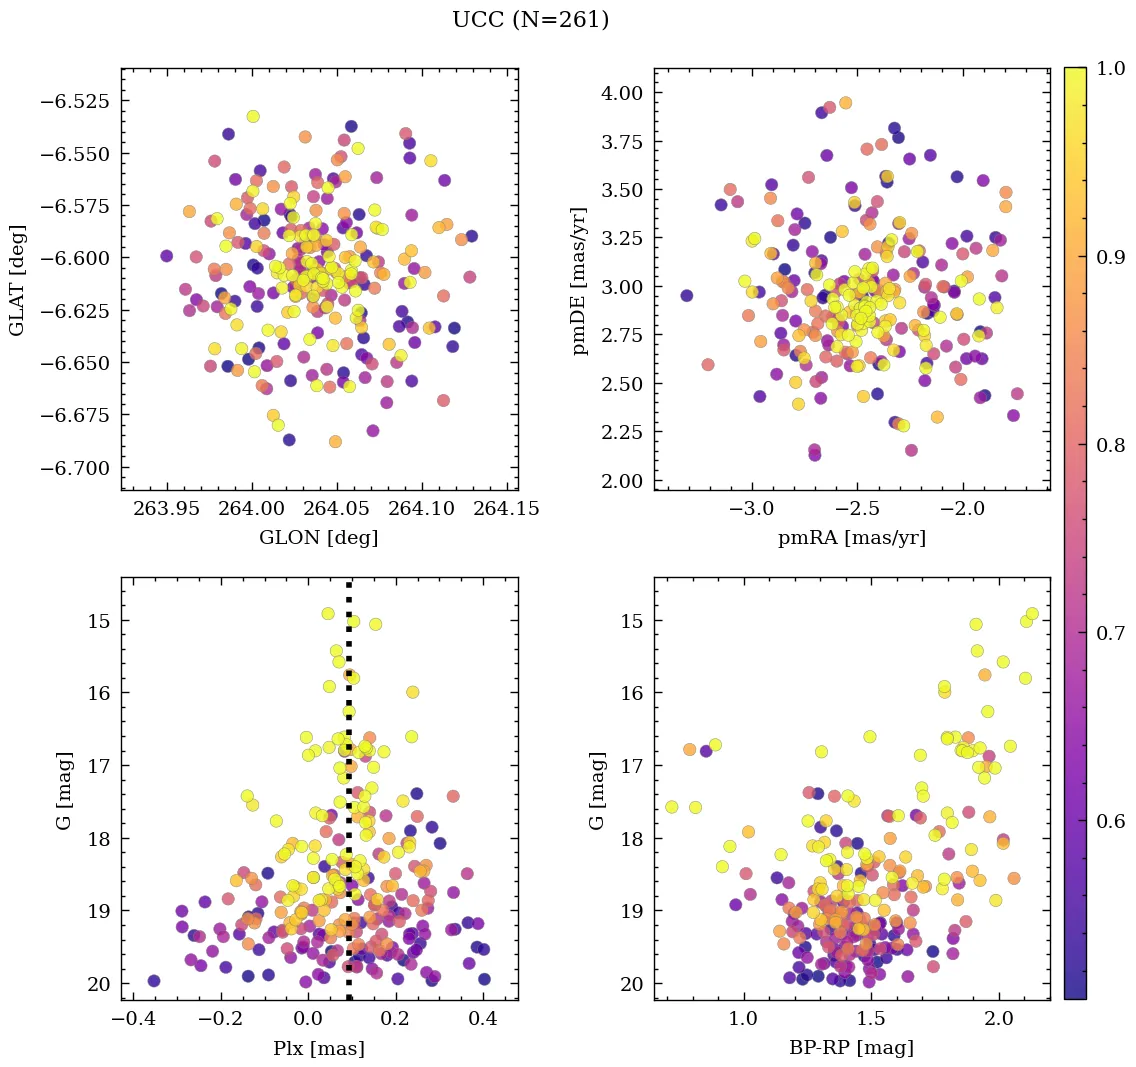 UCC (N=261)
−6.525
−6.550
−6.575
−6.600
−6.625
−6.650
−6.675
−6.700
GLAT [deg]
263.95 264.00 264.05 264.10 264.15
GLON [deg]
4.00
3.75
3.50
3.25
3.00
2.75
2.50
2.25
2.00
pmDE [mas/yr]
−3.0 −2.5 −2.0
pmRA [mas/yr]
1.0
0.9
0.8
0.7
0.6
15
16
17
18
19
20
G [mag]
−0.4 −0.2 0.0 0.2 0.4
Plx [mas]
15
16
17
18
19
20
G [mag]
1.0 1.5 2.0
BP-RP [mag]